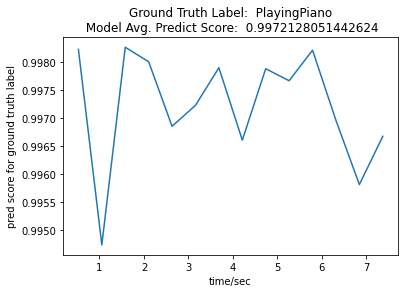 Ground Truth Label:  PlayingPiano
Model Avg. Predict Score:  0.9972128051442624
pred score for ground truth label
0.9980
0.9975
0.9970
0.9965
0.9960
0.9955
0.9950
1 2 3 4 5 6 7
time/sec